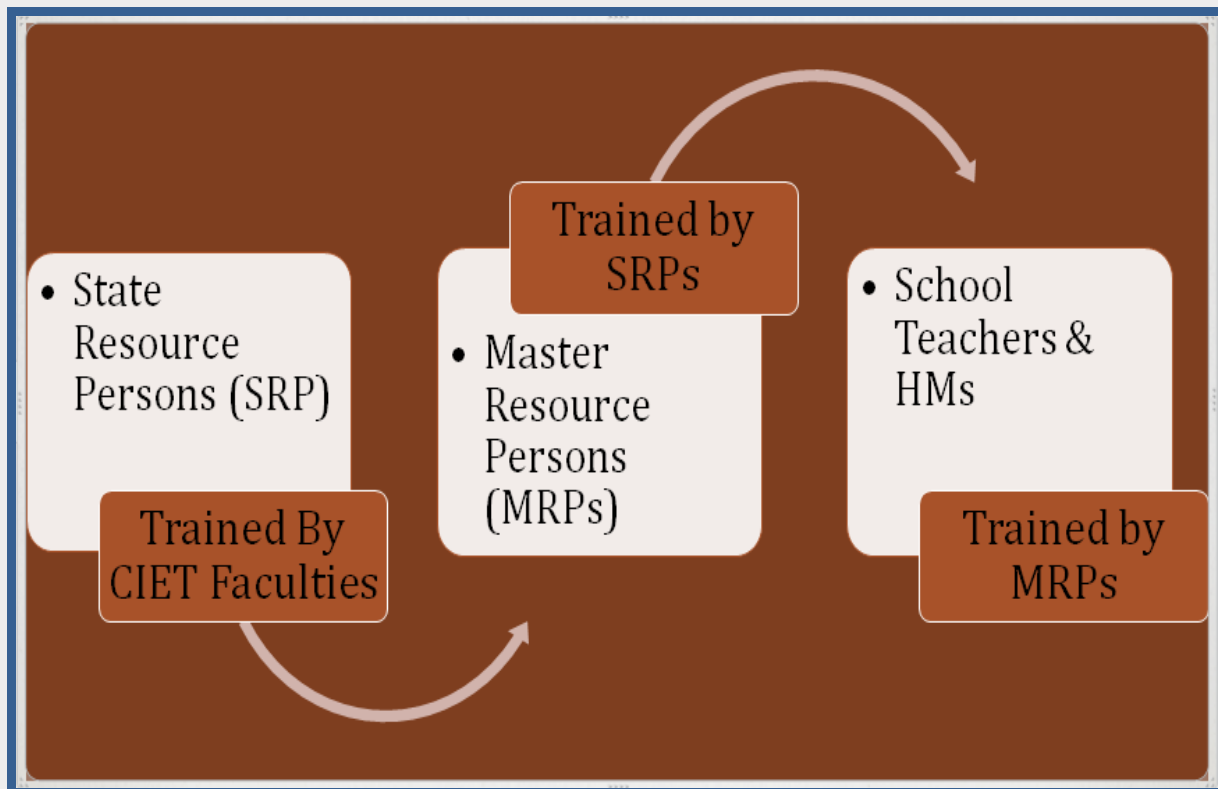 • State
Resource
Persons (SRP)
Trained By
CIET Faculties
Trained by
SRPs
• Master
Resource
Persons
(MRPs)
• School
Teachers &
HMs
Trained by
MRPs